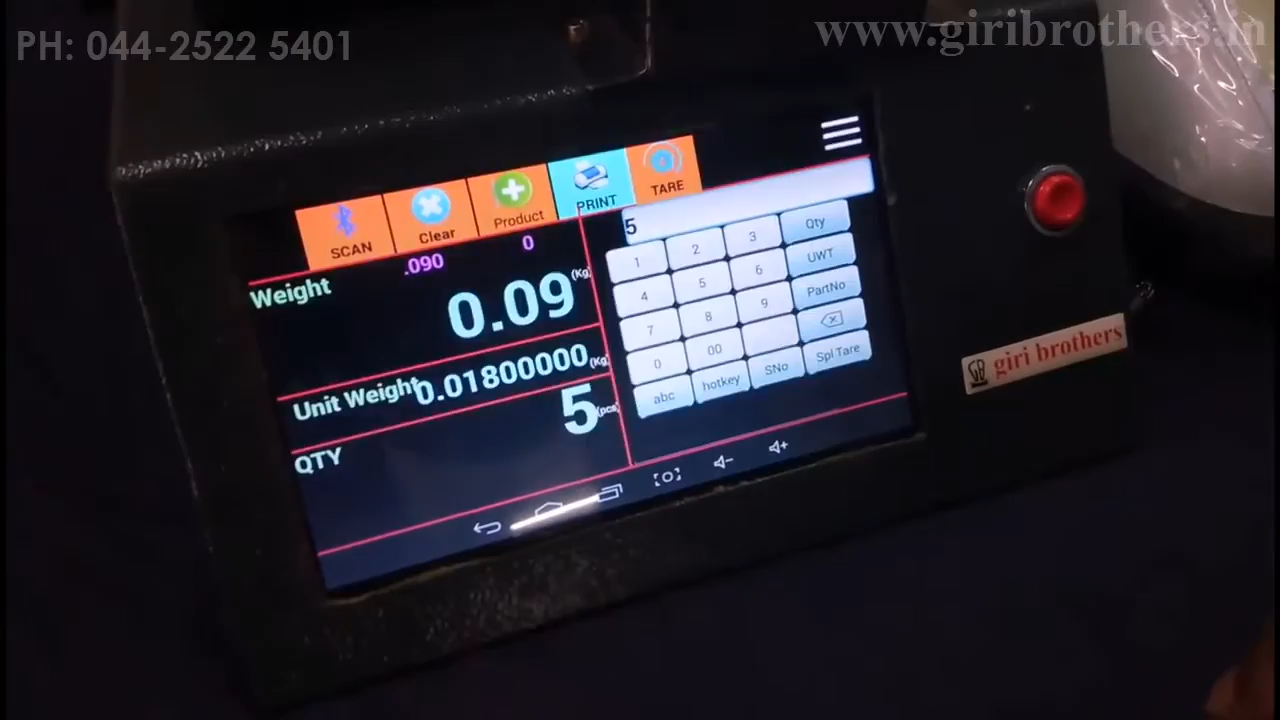 PH: 044-2522 5401
www.giribrothers.in
SCAN
Clear
Product
PRINT
TARE
.090
0
Weight
0.09
(Kg)
Unit Weight
0.01800000
(Kg)
QTY
5
(pcs)
5
1 2 3 Qty
4 5 6 UWT
7 8 9 PartNo
0 00
abc hotkey SNo Spl Tare
GB giri brothers